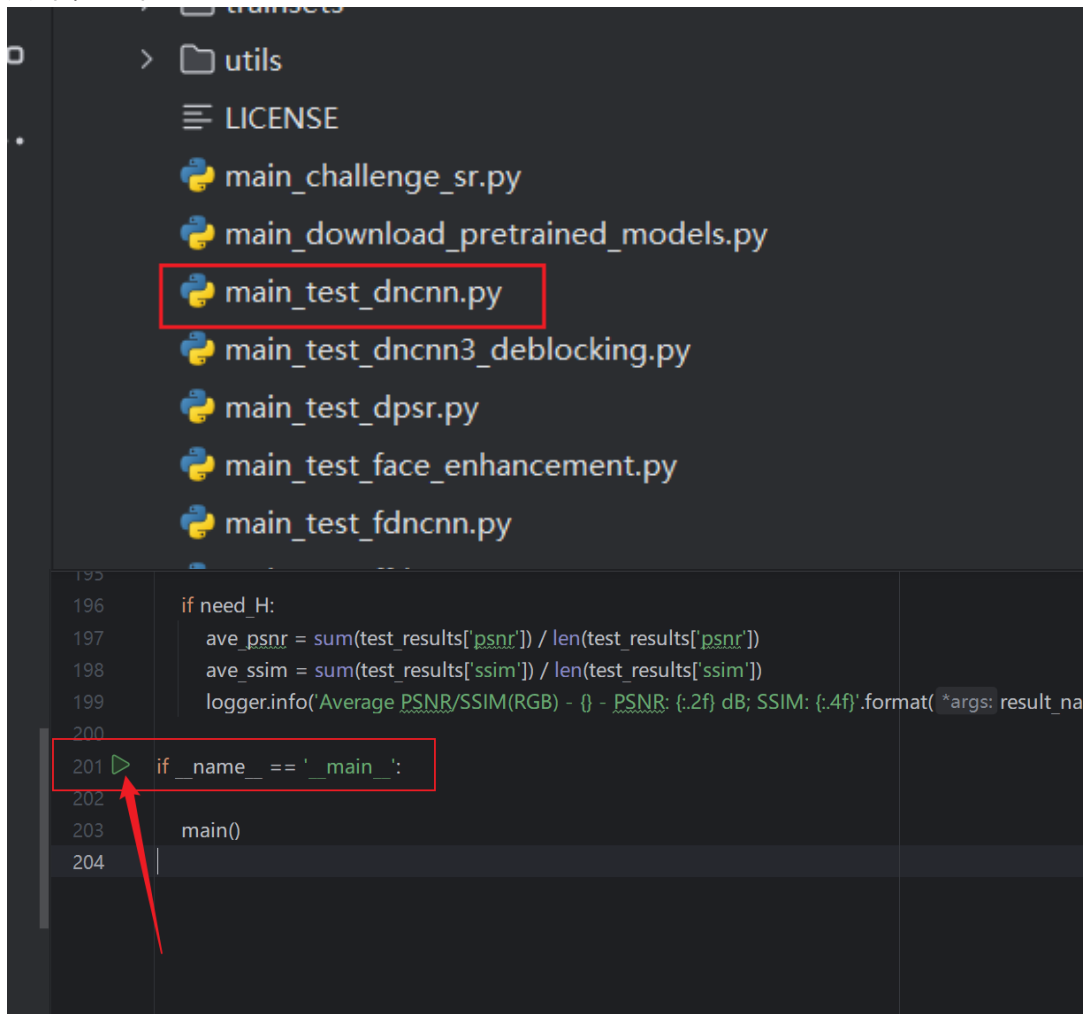 trainsets
utils
LICENSE
main_challenge_sr.py
main_download_pretrained_models.py
main_test_dncnn.py
main_test_dncnn3_deblocking.py
main_test_dpsr.py
main_test_face_enhancement.py
main_test_fdncnn.py
195
196 if need_H:
197 ave_psnr = sum(test_results['psnr']) / len(test_results['psnr'])
198 ave_ssim = sum(test_results['ssim']) / len(test_results['ssim'])
199 logger.info('Average PSNR/SSIM(RGB) - {} - PSNR: {:.2f} dB; SSIM: {:.4f}'.format( *args: result_na
200
201 if __name__ == '__main__':
202
203 main()
204